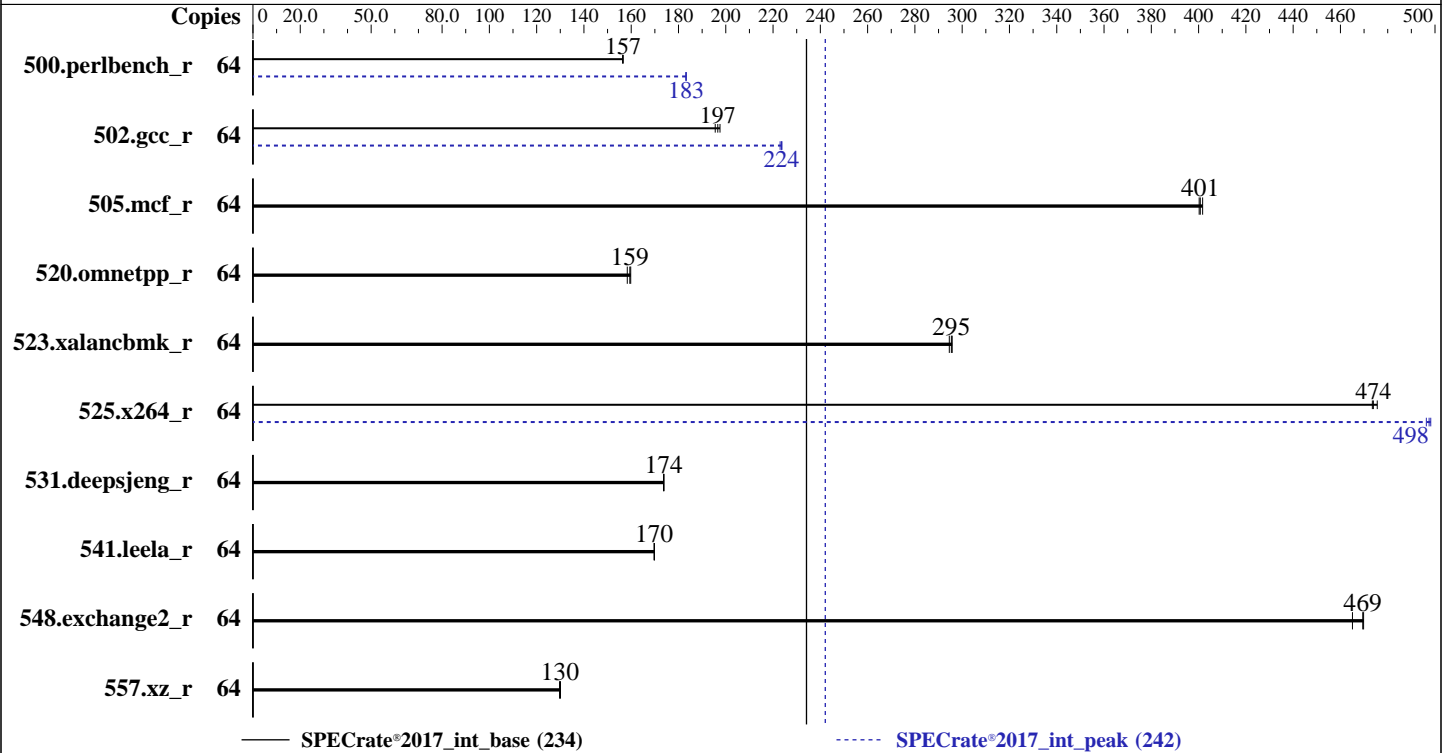 Copies 0 20.0 50.0 80.0 100 120 140 160 180 200 220 240 260 280 300 320 340 360 380 400 420 440 460 500
157
500.perlbench_r 64
183
197
502.gcc_r 64
224
401
505.mcf_r 64
159
520.omnetpp_r 64
295
523.xalancbmk_r 64
474
525.x264_r 64
498
174
531.deepsjeng_r 64
170
541.leela_r 64
469
548.exchange2_r 64
130
557.xz_r 64
SPECrate®2017_int_base (234) SPECrate®2017_int_peak (242)